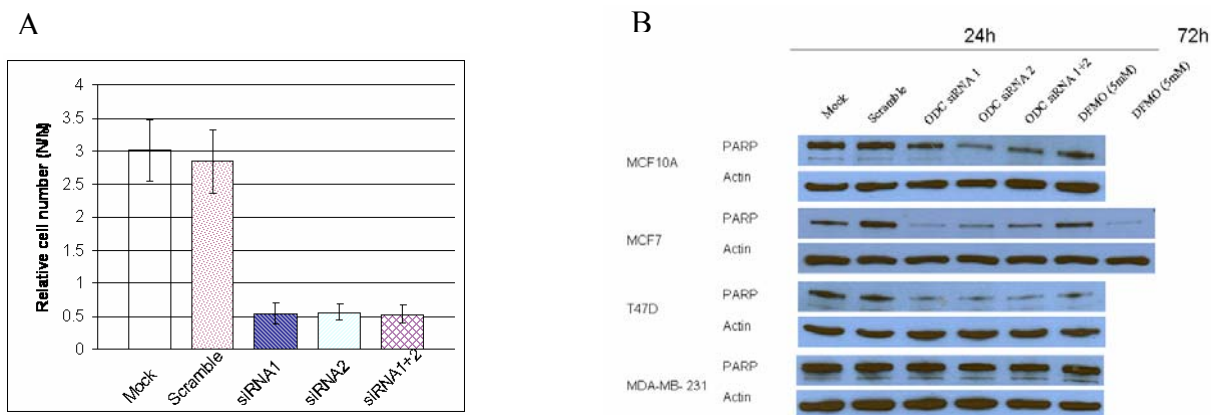 A
Relative cell number (N/N)
4
3.5
3
2.5
2
1.5
1
0.5
0
Mock
Scramble
siRNA1
siRNA2
siRNA1+2
B
24h
72h
Mock
Scramble
ODC siRNA 1
ODC siRNA 2
ODC siRNA 1+2
DFMO (5mM)
DFMO (5mM)
MCF10A
PARP
Actin
MCF7
PARP
Actin
T47D
PARP
Actin
MDA-MB- 231
PARP
Actin